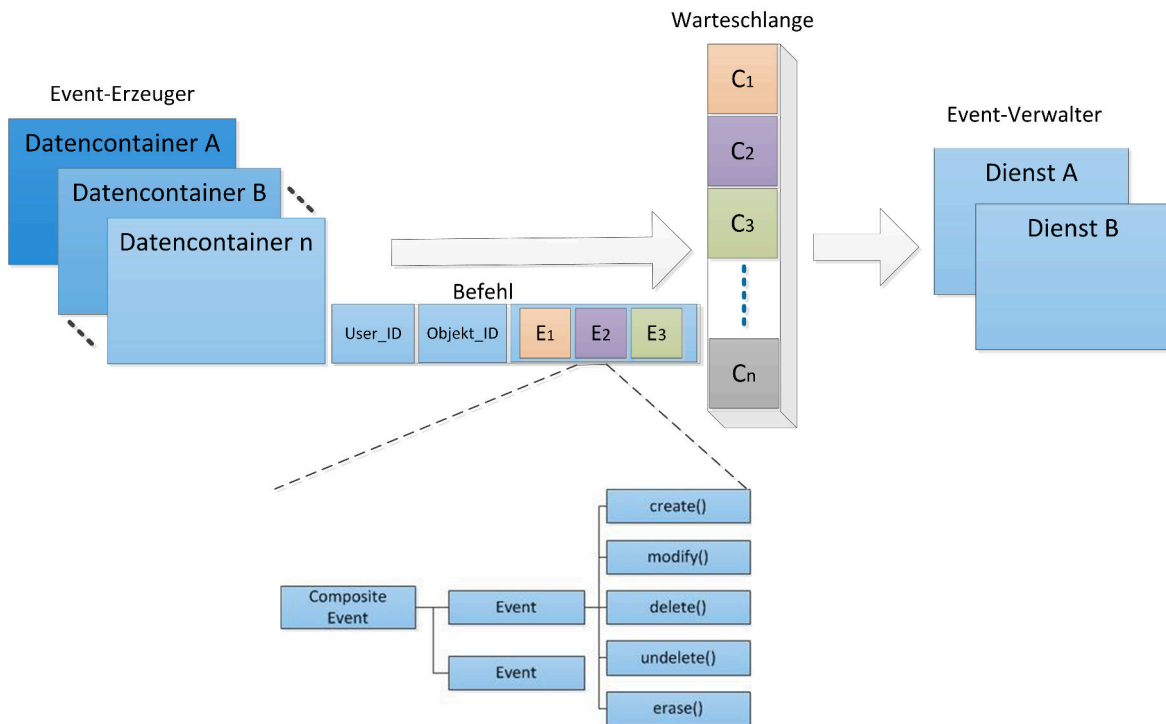 Warteschlange
Event-Erzeuger
Datencontainer A
Datencontainer B
Datencontainer n
Befehl
User_ID
Objekt_ID
E1
E2
E3
C1
C2
C3
Cn
Event-Verwalter
Dienst A
Dienst B
Composite
Event
Event
Event
create()
modify()
delete()
undelete()
erase()